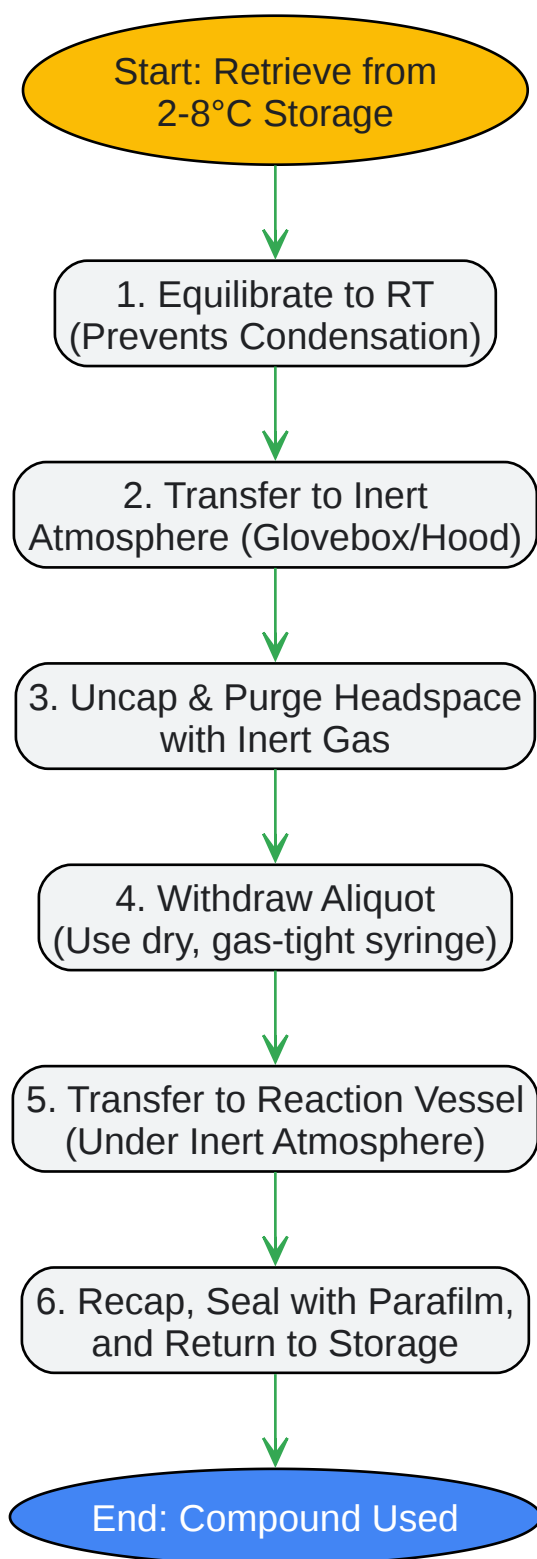 Start: Retrieve from
2-8°C Storage
1. Equilibrate to RT
(Prevents Condensation)
2. Transfer to Inert
Atmosphere (Glovebox/Hood)
3. Uncap & Purge Headspace
with Inert Gas
4. Withdraw Aliquot
(Use dry, gas-tight syringe)
5. Transfer to Reaction Vessel
(Under Inert Atmosphere)
6. Recap, Seal with Parafilm,
and Return to Storage
End: Compound Used